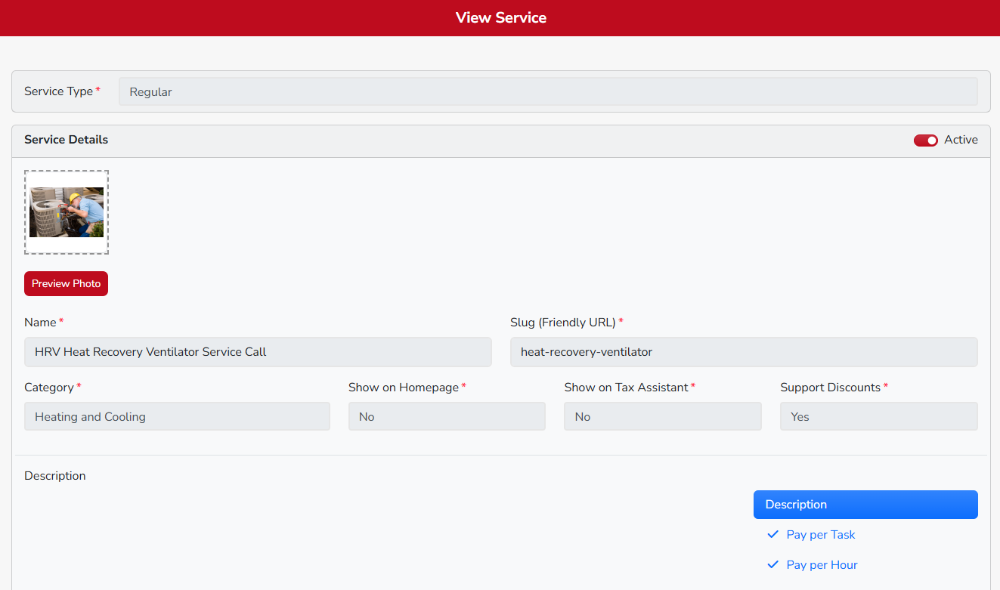 View Service
Service Type *
Regular
Service Details
Active
Preview Photo
Name *
Slug (Friendly URL) *
HRV Heat Recovery Ventilator Service Call
heat-recovery-ventilator
Category *
Show on Homepage *
Show on Tax Assistant *
Support Discounts *
Heating and Cooling
No
No
Yes
Description
Description
Pay per Task
Pay per Hour